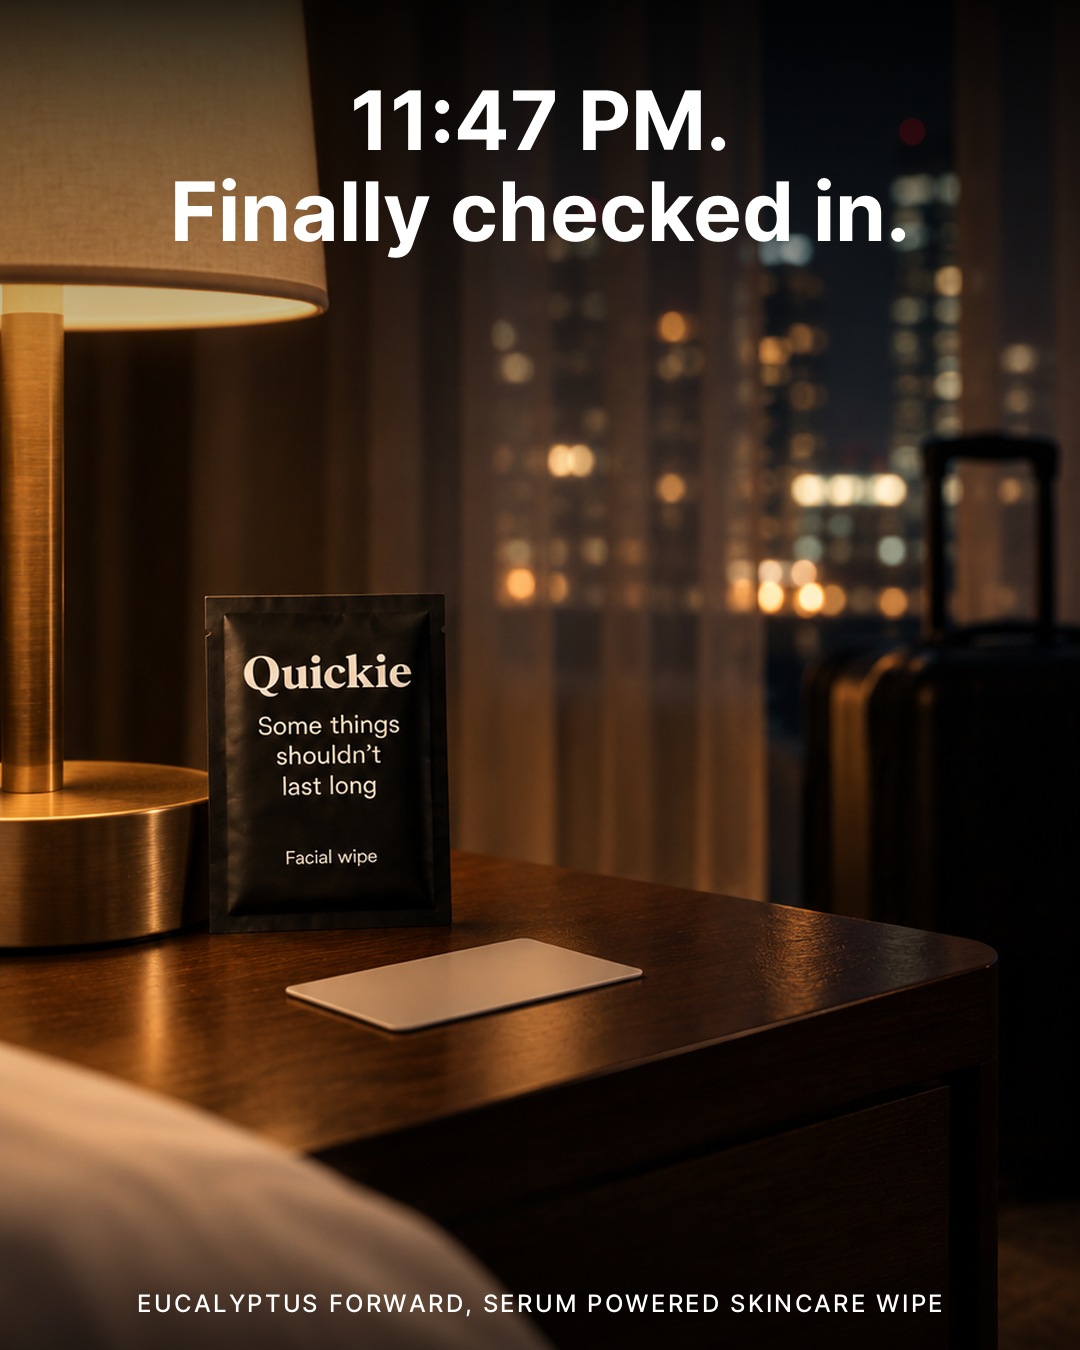 11:47 PM.
Finally checked in.
Quickie
Some things
shouldn't
last long
Facial wipe
EUCALYPTUS FORWARD, SERUM POWERED SKINCARE WIPE